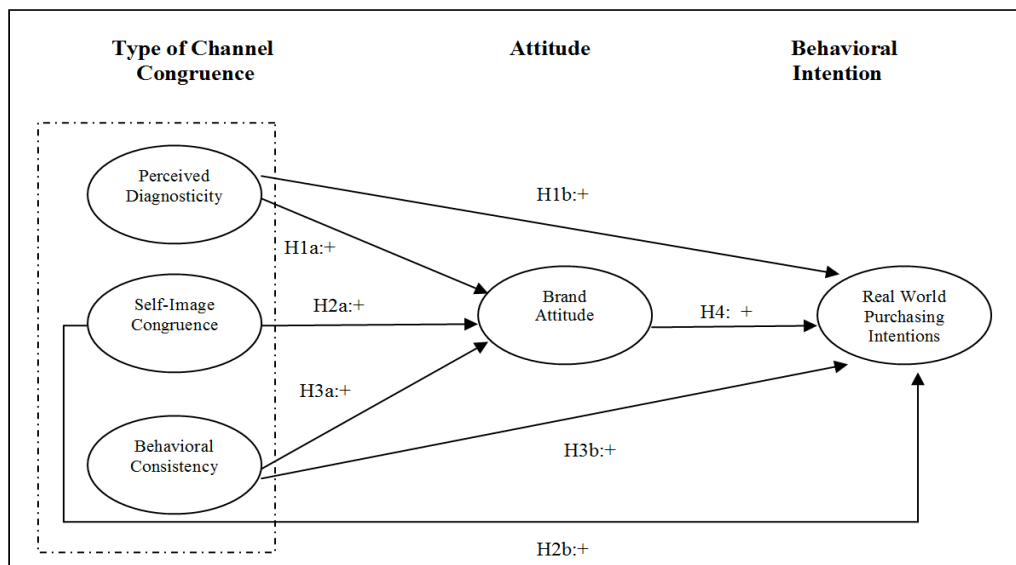 Type of Channel
Congruence
Attitude
Behavioral
Intention
Perceived
Diagnosticity
H1b:+
H1a:+
Self-Image
Congruence
H2a:+
Brand
Attitude
H4: +
Real World
Purchasing
Intentions
H3a:+
Behavioral
Consistency
H3b:+
H2b:+